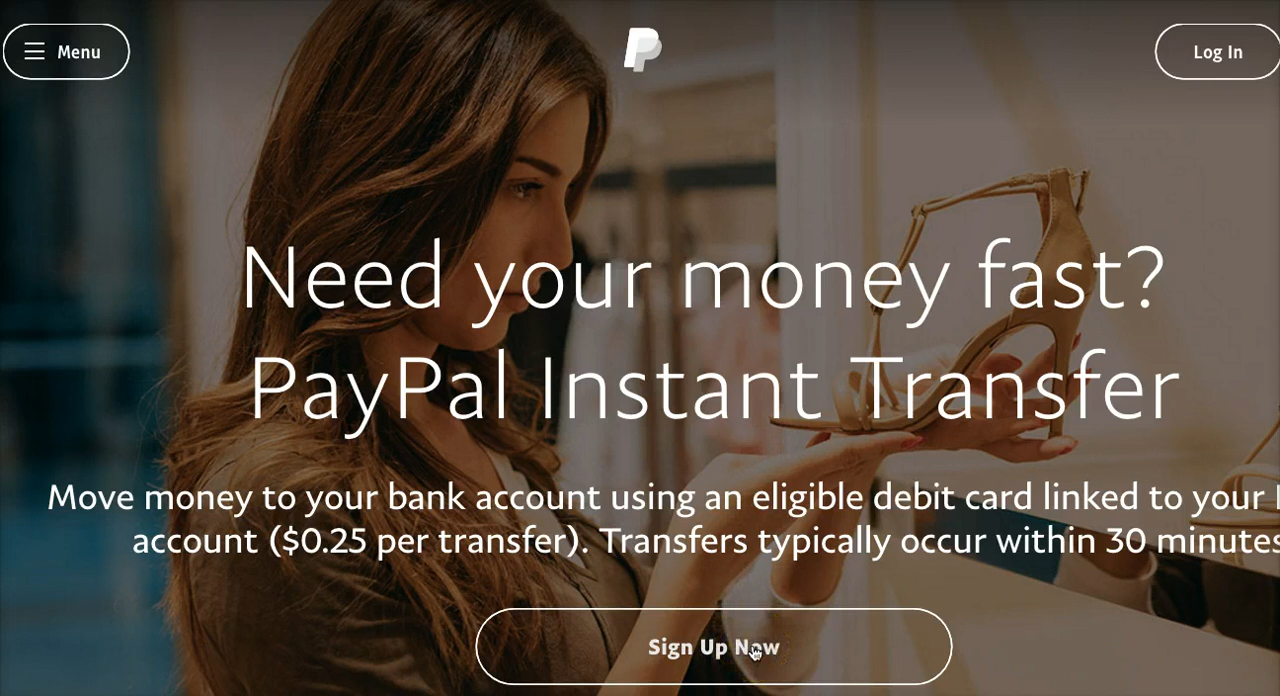 Menu
Log In
Need your money fast?
PayPal Instant Transfer
Move money to your bank account using an eligible debit card linked to your
account ($0.25 per transfer). Transfers typically occur within 30 minutes
Sign Up Now